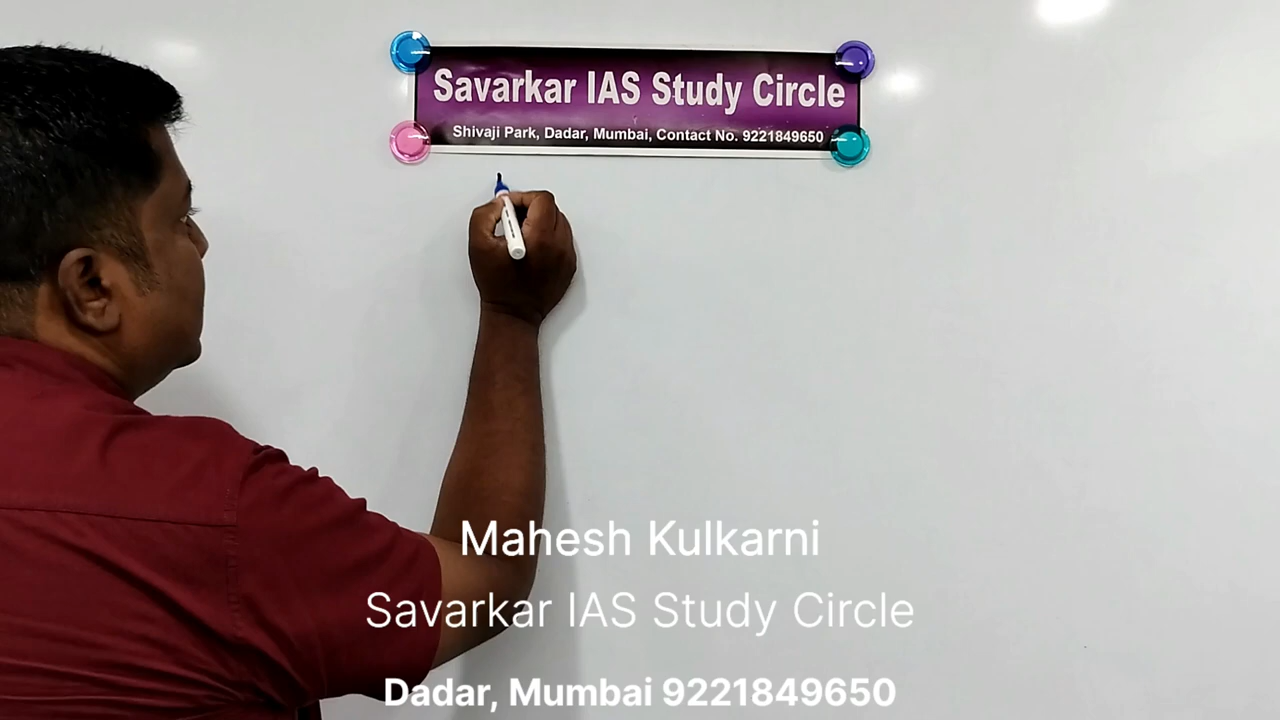 Savarkar IAS Study Circle
Shivaji Park, Dadar, Mumbai, Contact No. 9221849650
Mahesh Kulkarni
Savarkar IAS Study Circle
Dadar, Mumbai 9221849650